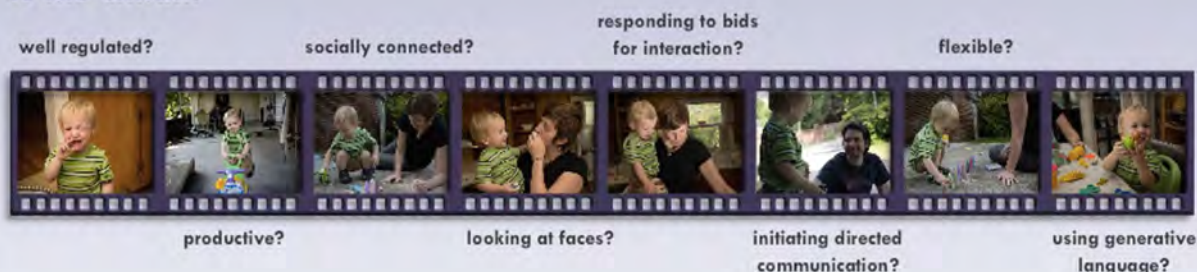 responding to bids
well regulated?
socially connected?
for interaction?
flexible?
productive?
looking at faces?
initiating directed
using generative
communication?
language?